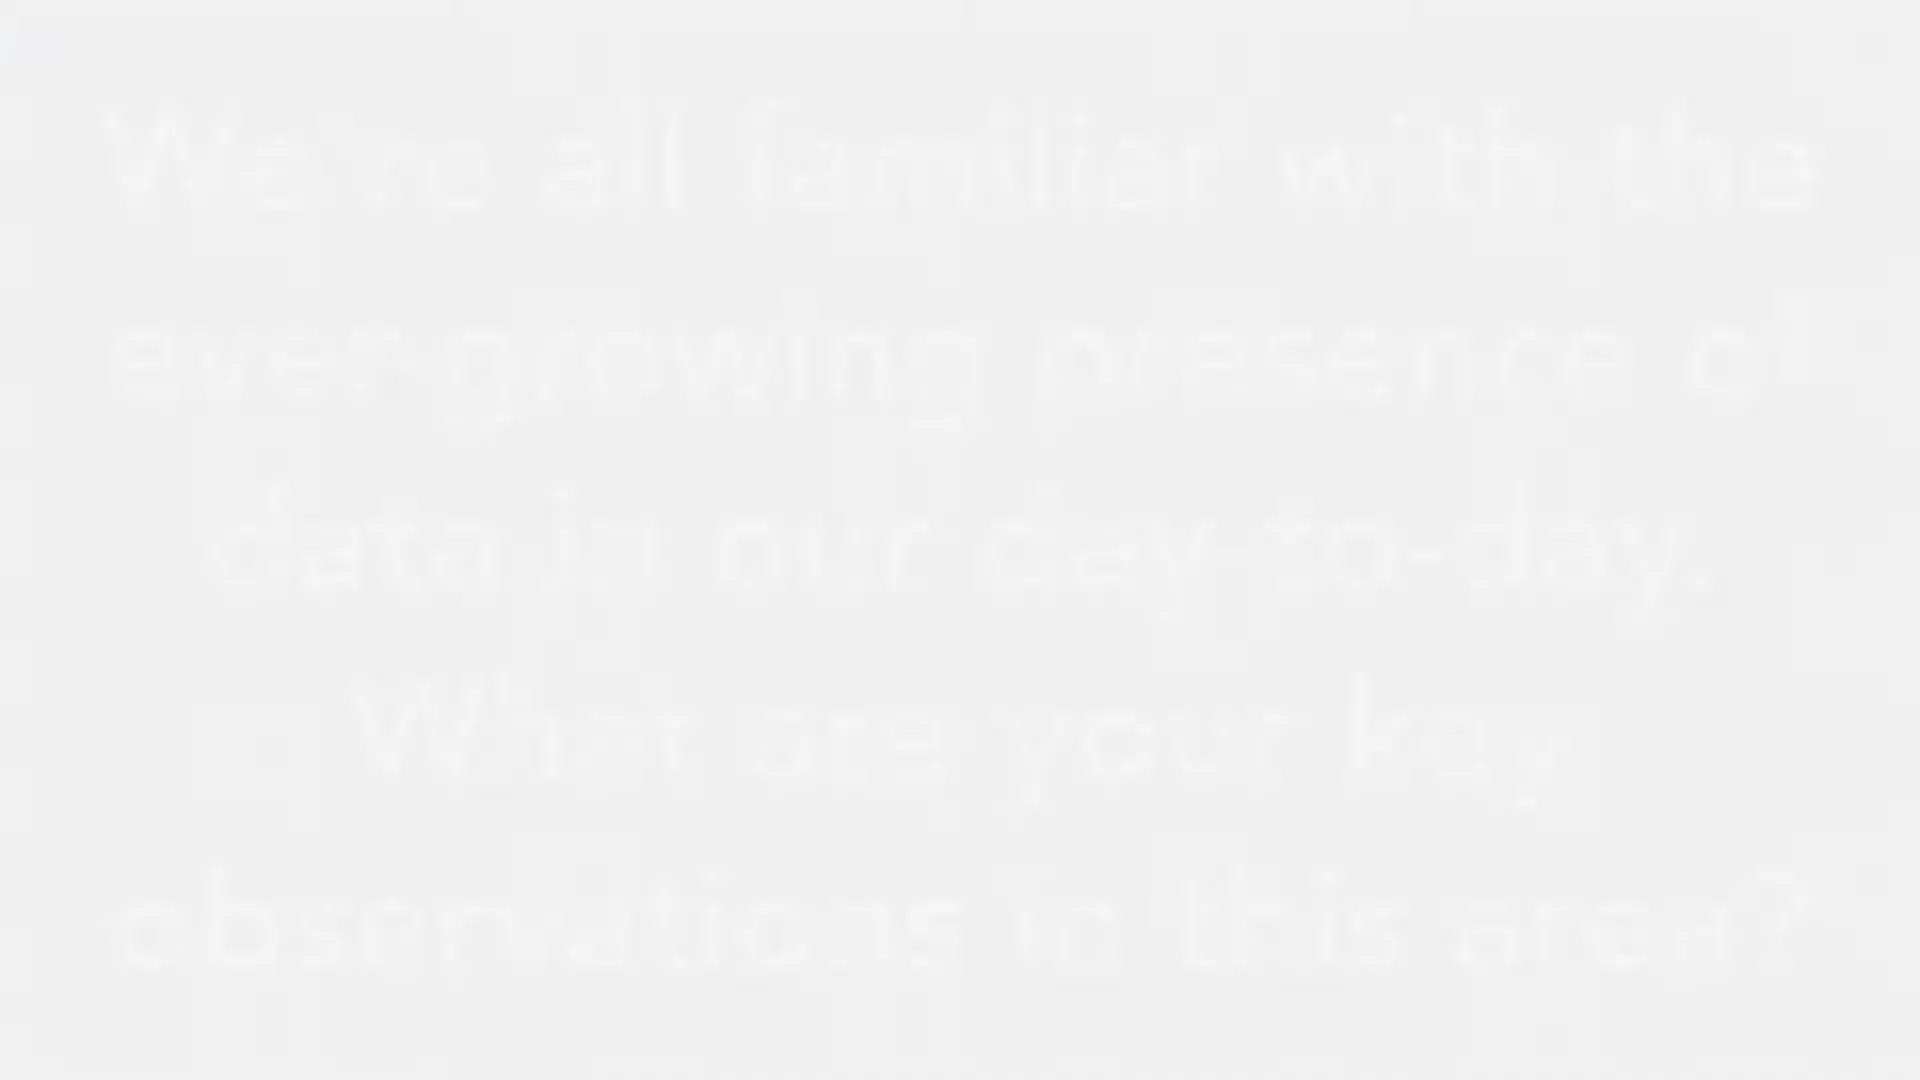 We're all familiar with the
ever-growing presence of
data in our day-to-day.
What are your key
observations in this area?